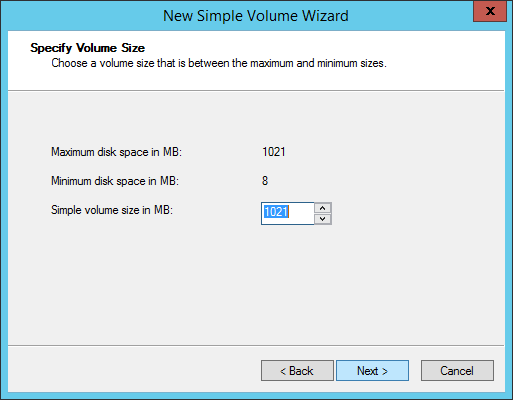 New Simple Volume Wizard
X
Specify Volume Size
Choose a volume size that is between the maximum and minimum sizes.
Maximum disk space in MB: 1021
Minimum disk space in MB: 8
Simple volume size in MB: 1021
< Back Next > Cancel